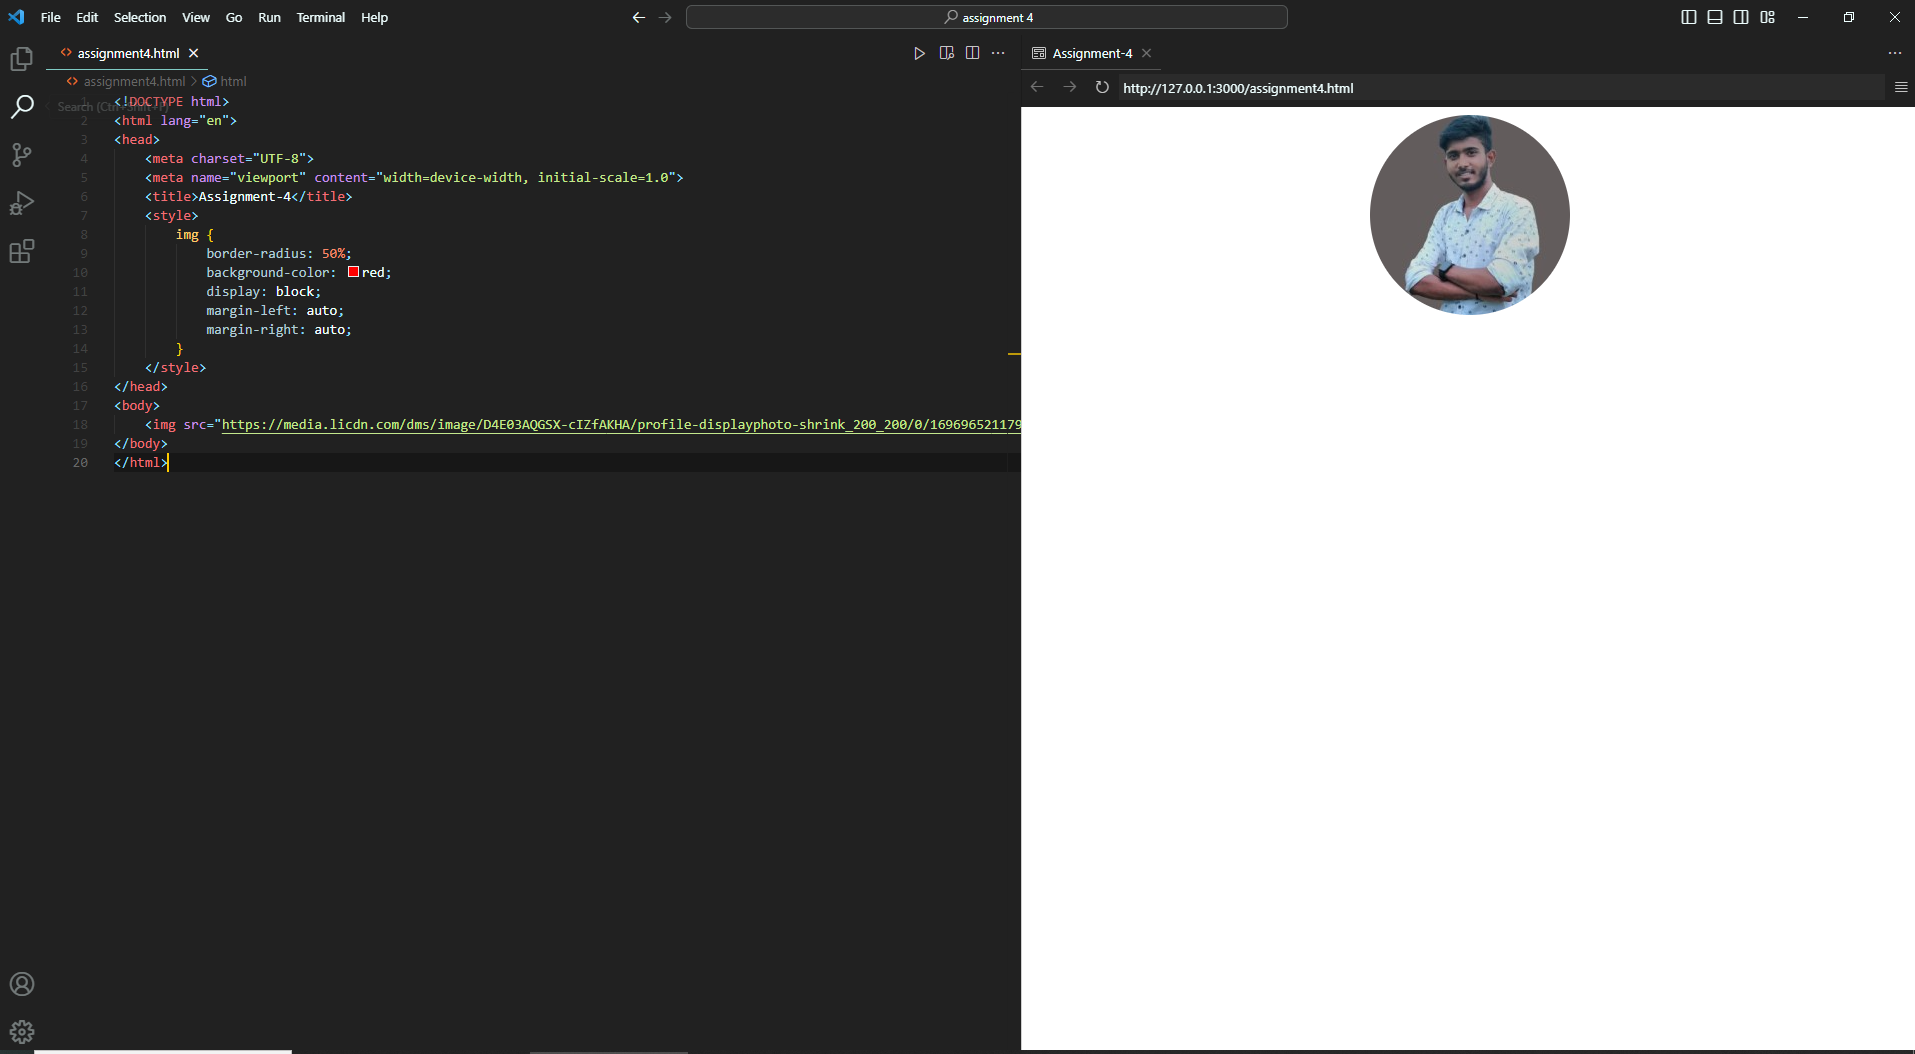 File Edit Selection View Go Run Terminal Help
assignment 4
assignment4.html
assignment4.html > html
Search (Ctrl+Shift+F)
1 <!DOCTYPE html>
2 <html lang="en">
3 <head>
4 <meta charset="UTF-8">
5 <meta name="viewport" content="width=device-width, initial-scale=1.0">
6 <title>Assignment-4</title>
7 <style>
8 img {
9 border-radius: 50%;
10 background-color: red;
11 display: block;
12 margin-left: auto;
13 margin-right: auto;
14 }
15 </style>
16 </head>
17 <body>
18 <img src="https://media.licdn.com/dms/image/D4E03AQGSX-cIZfAKHA/profile-displayphoto-shrink_200_200/0/169696521179
19 </body>
20 </html>
Assignment-4
http://127.0.0.1:3000/assignment4.html